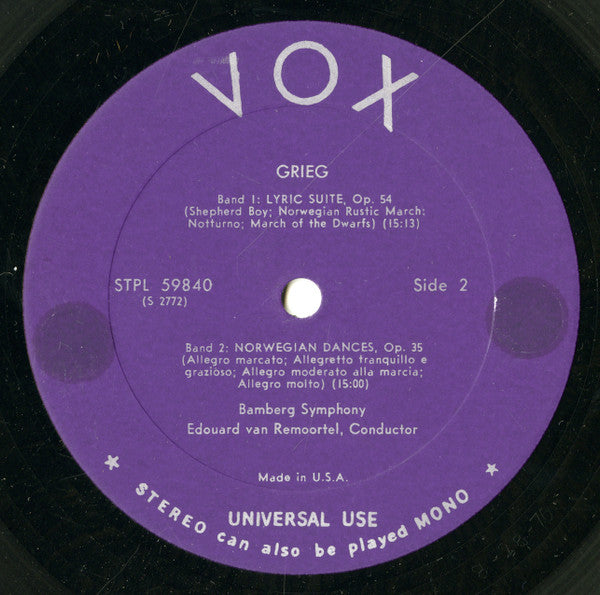 VOX
GRIEG
Band 1: LYRIC SUITE, Op. 54
(Shepherd Boy; Norwegian Rustic March;
Notturno; March of the Dwarfs) (15:13)
STPL 59840
(S 2772)
Side 2
Band 2: NORWEGIAN DANCES, Op. 35
(Allegro marcato; Allegretto tranquillo e
grazioso; Allegro moderato alla marcia;
Allegro molto) (15:00)
Bamberg Symphony
Edouard van Remoortel, Conductor
Made in U.S.A.
UNIVERSAL USE
★ STEREO can also be played MONO ★